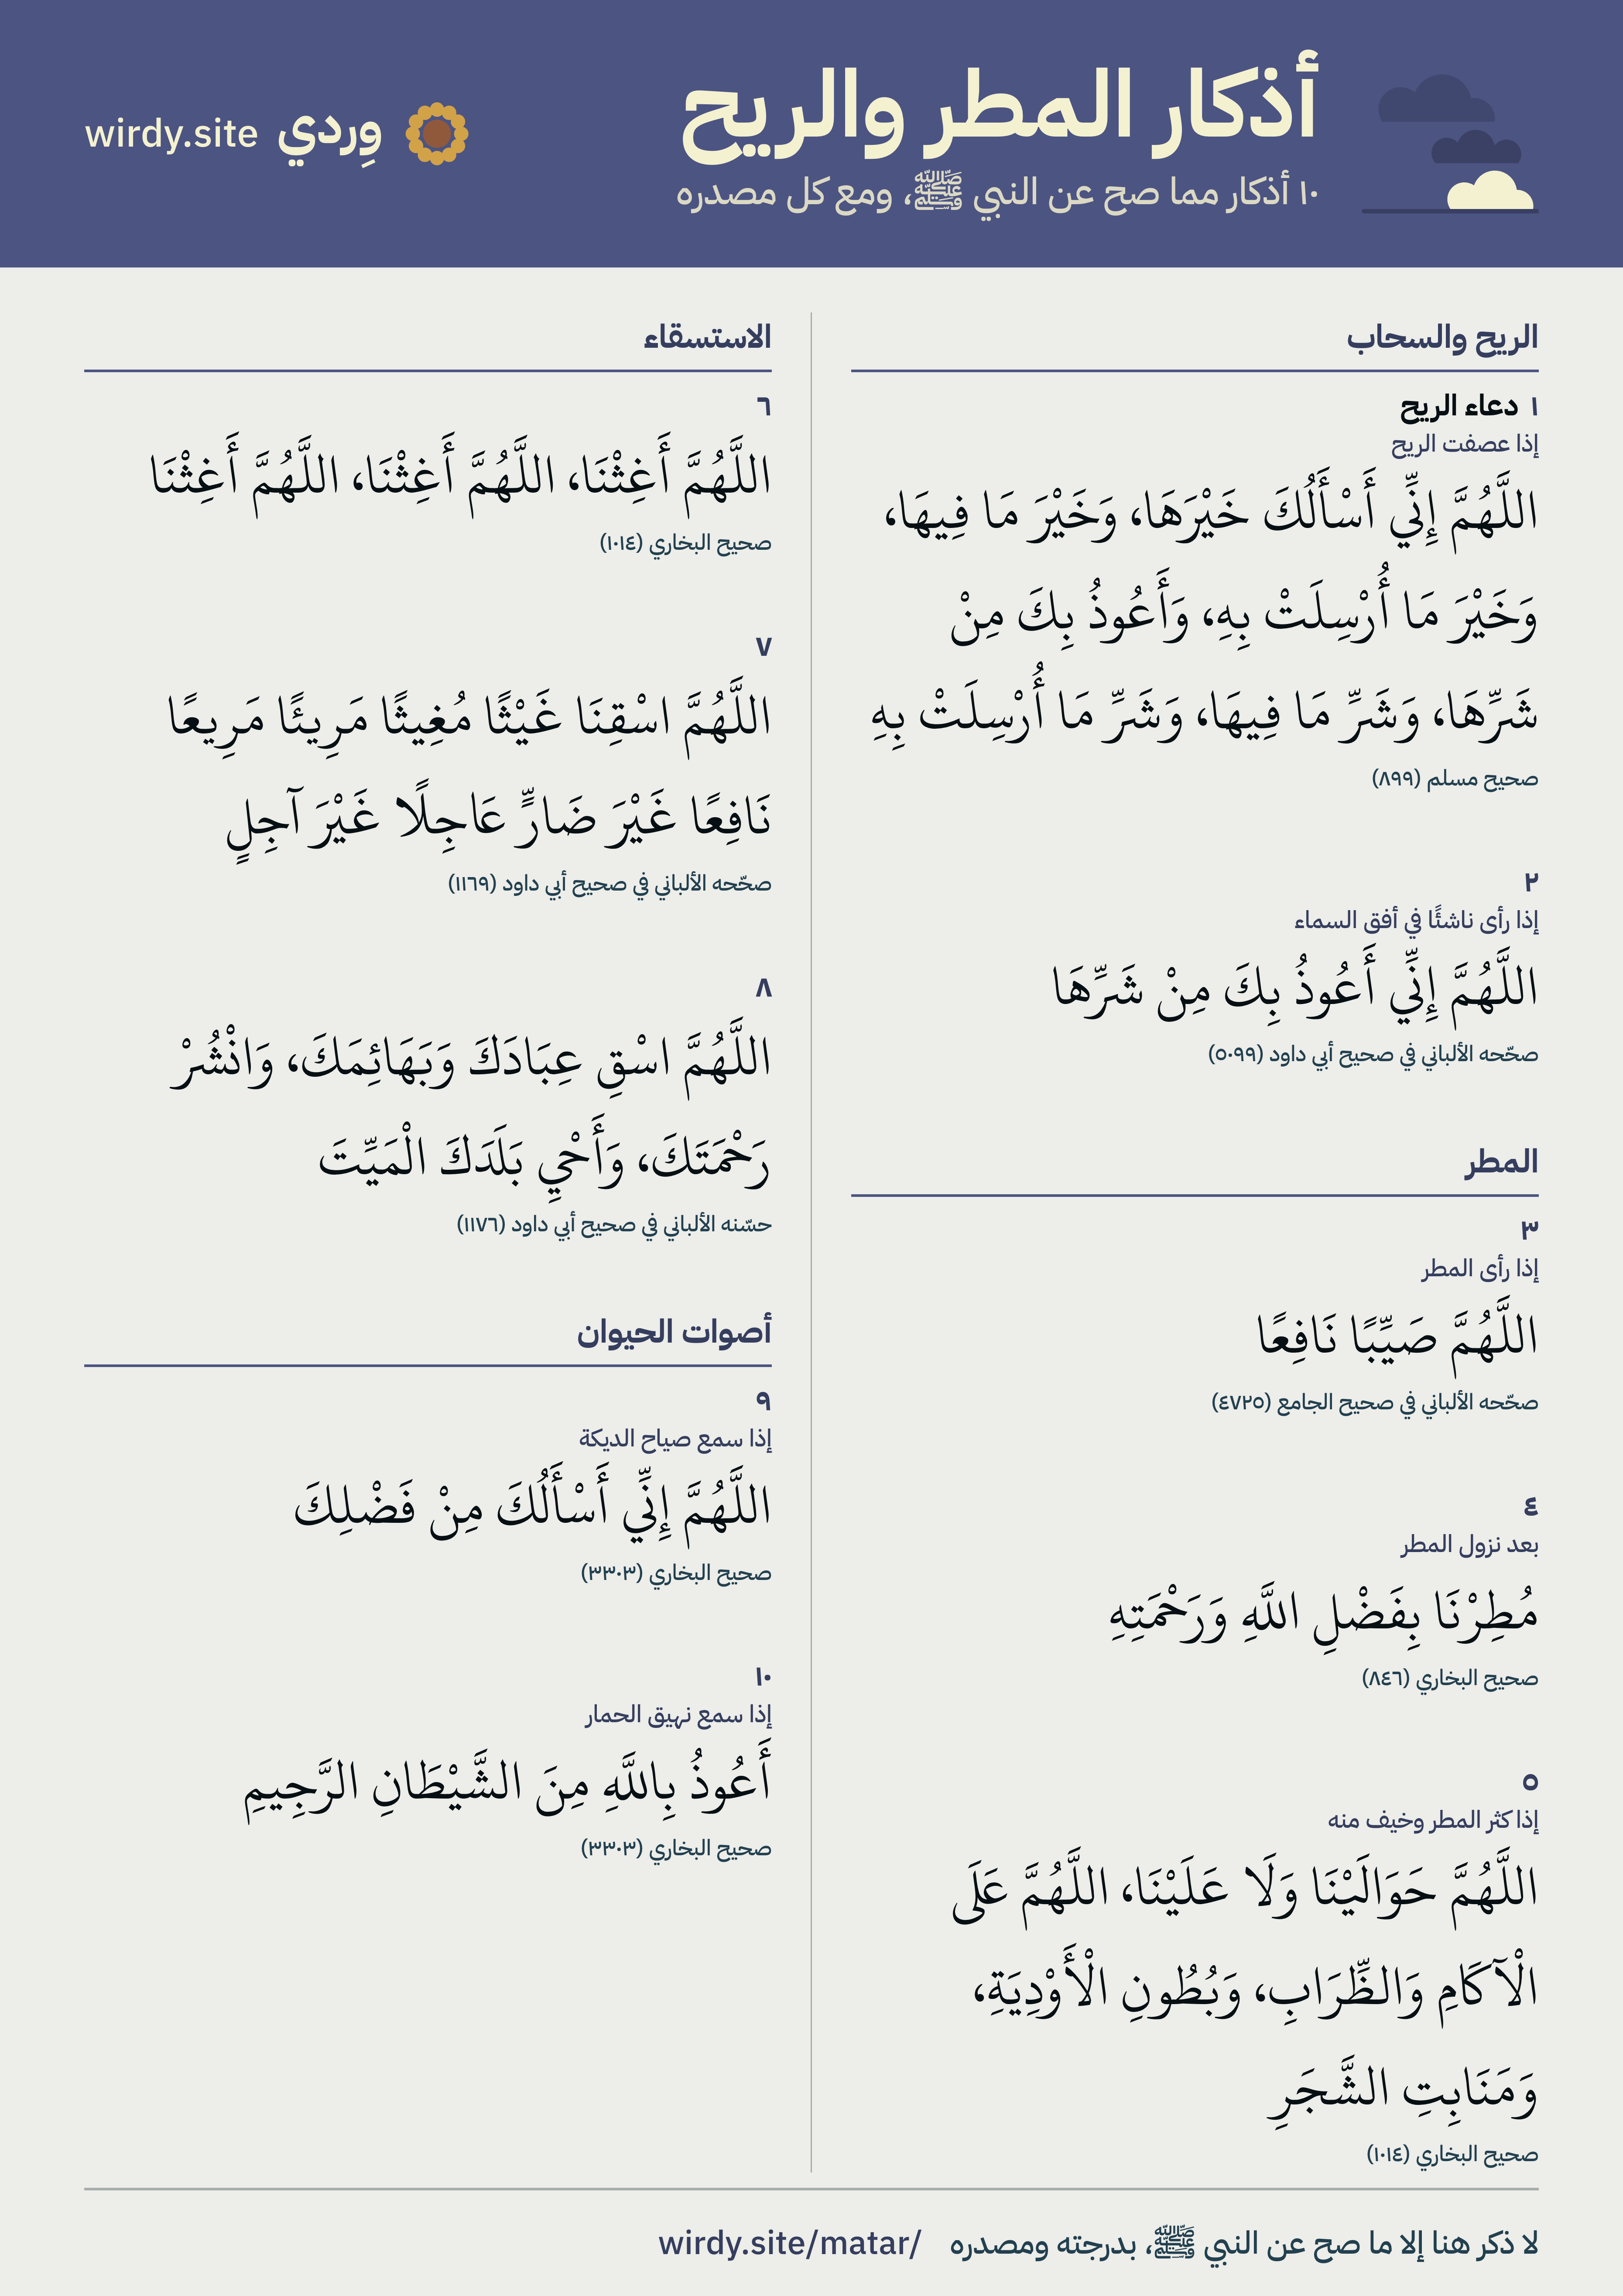 أذكار المطر والريح
١٠ أذكار مما صح عن النبي ﷺ، ومع كل مصدره
وِردي wirdy.site
الريح والسحاب
١ دعاء الريح
إذا عصفت الريح
اللَّهُمَّ إِنِّي أَسْأَلُكَ خَيْرَهَا، وَخَيْرَ مَا فِيهَا،
وَخَيْرَ مَا أُرْسِلَتْ بِهِ، وَأَعُوذُ بِكَ مِنْ
شَرِّهَا، وَشَرِّ مَا فِيهَا، وَشَرِّ مَا أُرْسِلَتْ بِهِ
صحيح مسلم (٨٩٩)
٢
إذا رأى ناشئًا في أفق السماء
اللَّهُمَّ إِنِّي أَعُوذُ بِكَ مِنْ شَرِّهَا
صحّحه الألباني في صحيح أبي داود (٥٠٩٩)
المطر
٣
إذا رأى المطر
اللَّهُمَّ صَيِّبًا نَافِعًا
صحّحه الألباني في صحيح الجامع (٤٧٢٥)
٤
بعد نزول المطر
مُطِرْنَا بِفَضْلِ اللَّهِ وَرَحْمَتِهِ
صحيح البخاري (٨٤٦)
٥
إذا كثر المطر وخيف منه
اللَّهُمَّ حَوَالَيْنَا وَلَا عَلَيْنَا، اللَّهُمَّ عَلَى
الْآكَامِ وَالظِّرَابِ، وَبُطُونِ الْأَوْدِيَةِ،
وَمَنَابِتِ الشَّجَرِ
صحيح البخاري (١٠١٤)
الاستسقاء
٦
اللَّهُمَّ أَغِثْنَا، اللَّهُمَّ أَغِثْنَا، اللَّهُمَّ أَغِثْنَا
صحيح البخاري (١٠١٤)
٧
اللَّهُمَّ اسْقِنَا غَيْثًا مُغِيثًا مَرِيئًا مَرِيعًا
نَافِعًا غَيْرَ ضَارٍّ عَاجِلًا غَيْرَ آجِلٍ
صحّحه الألباني في صحيح أبي داود (١١٦٩)
٨
اللَّهُمَّ اسْقِ عِبَادَكَ وَبَهَائِمَكَ، وَانْشُرْ
رَحْمَتَكَ، وَأَحْيِ بَلَدَكَ الْمَيِّتَ
حسّنه الألباني في صحيح أبي داود (١١٧٦)
أصوات الحيوان
٩
إذا سمع صياح الديكة
اللَّهُمَّ إِنِّي أَسْأَلُكَ مِنْ فَضْلِكَ
صحيح البخاري (٣٣٠٣)
١٠
إذا سمع نهيق الحمار
أَعُوذُ بِاللَّهِ مِنَ الشَّيْطَانِ الرَّجِيمِ
صحيح البخاري (٣٣٠٣)
لا ذكر هنا إلا ما صح عن النبي ﷺ، بدرجته ومصدره wirdy.site/matar/